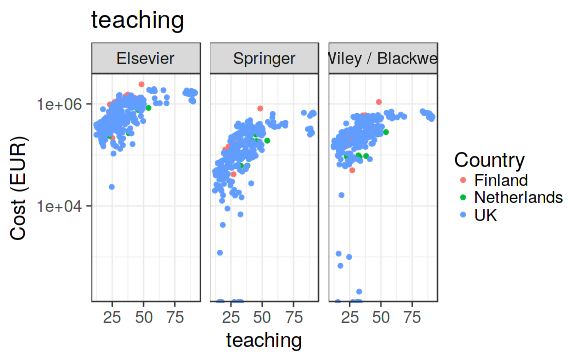 teaching
Elsevier Springer Wiley / Blackwe
Cost (EUR)
1e+06
1e+04
25 50 75 25 50 75 25 50 75
teaching
Country
Finland
Netherlands
UK